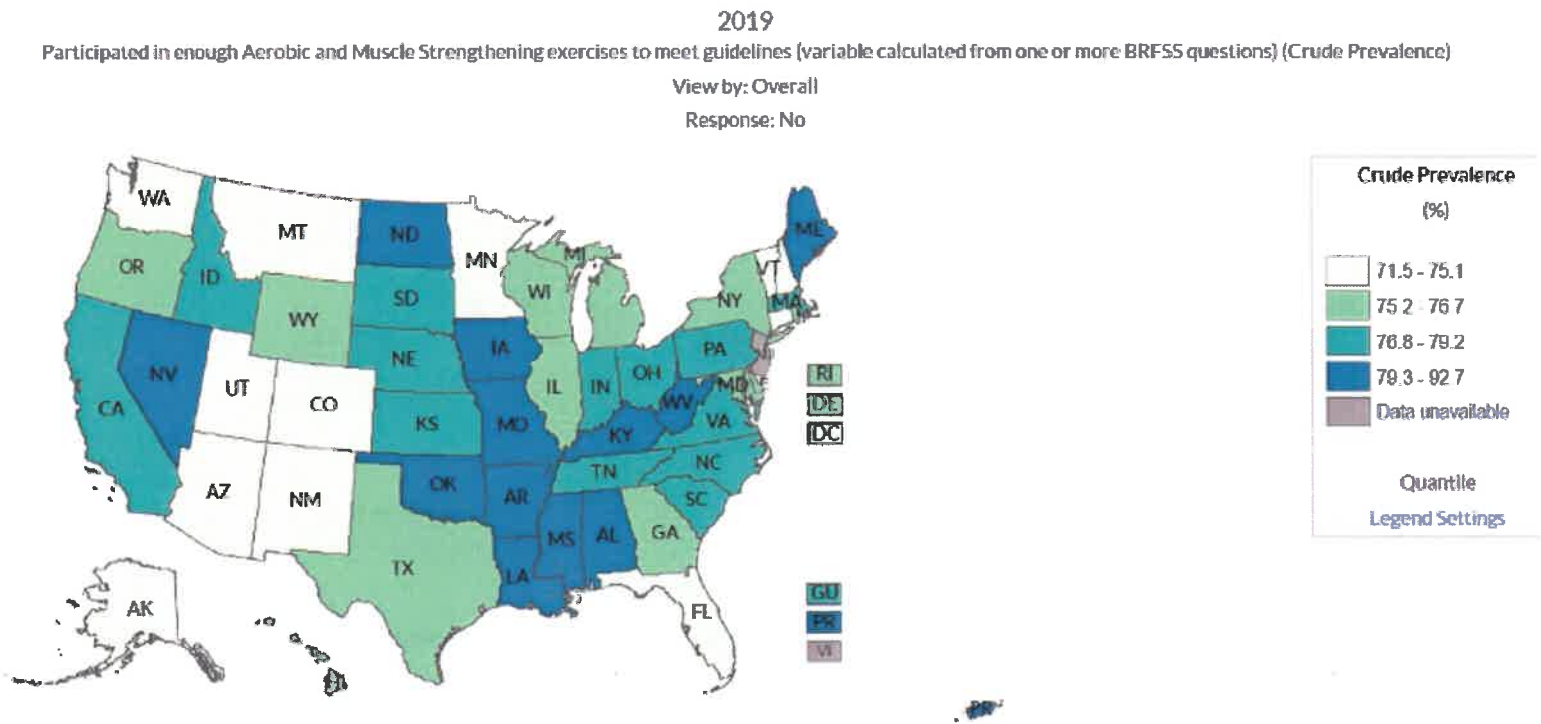 2019
Participated in enough Aerobic and Muscle Strengthening exercises to meet guidelines (variable calculated from one or more BRFSS questions) (Crude Prevalence)
View by: Overall
Response: No
Crude Prevalence
(%)
71.5 - 75.1
75.2 - 76.7
76.8 - 79.2
79.3 - 92.7
Data unavailable
Quantile
Legend Settings
WA
MT
ND
MN
ME
OR
ID
WY
SD
WI
MI
VT
NY
MA
NV
UT
CO
NE
IA
IL
IN
OH
PA
MD
CA
KS
MO
KY
WV
VA
RI
DE
DC
AZ
NM
OK
AR
TN
NC
SC
TX
LA
MS
AL
GA
AK
FL
GU
PR
VI
HI
PR